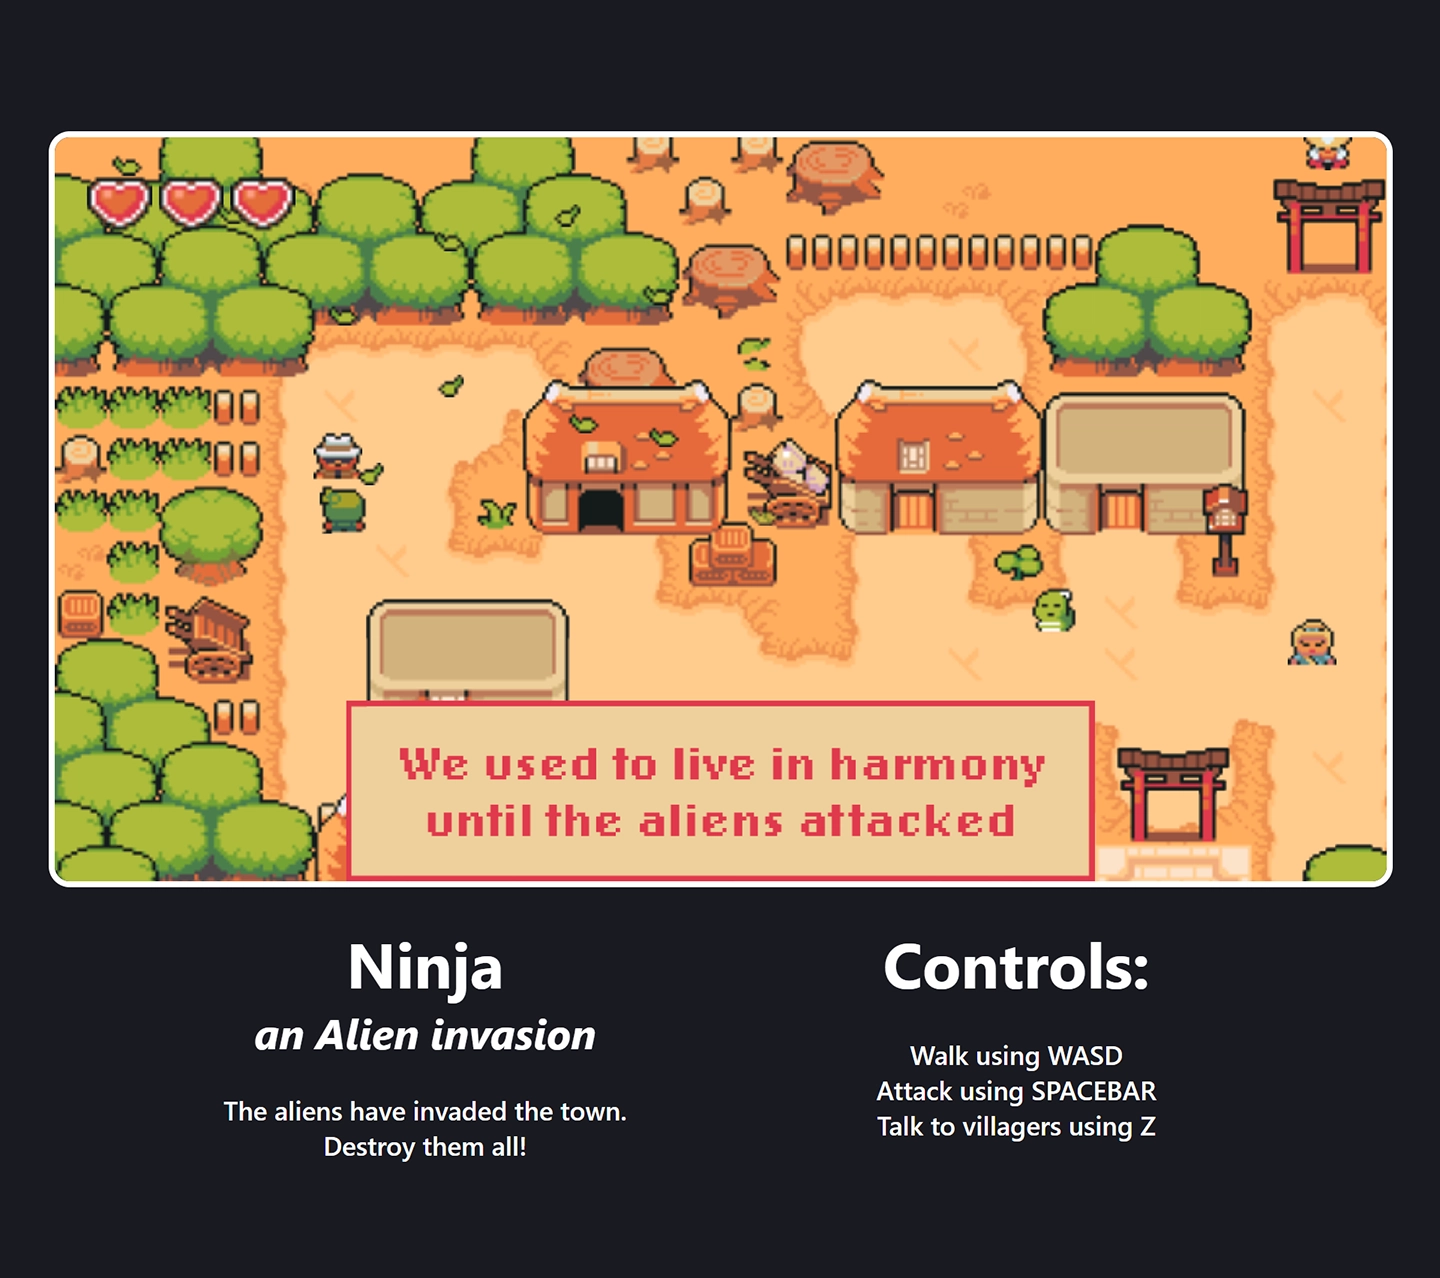 We used to live in harmony
until the aliens attacked
Ninja
an Alien invasion
The aliens have invaded the town.
Destroy them all!
Controls:
Walk using WASD
Attack using SPACEBAR
Talk to villagers using Z